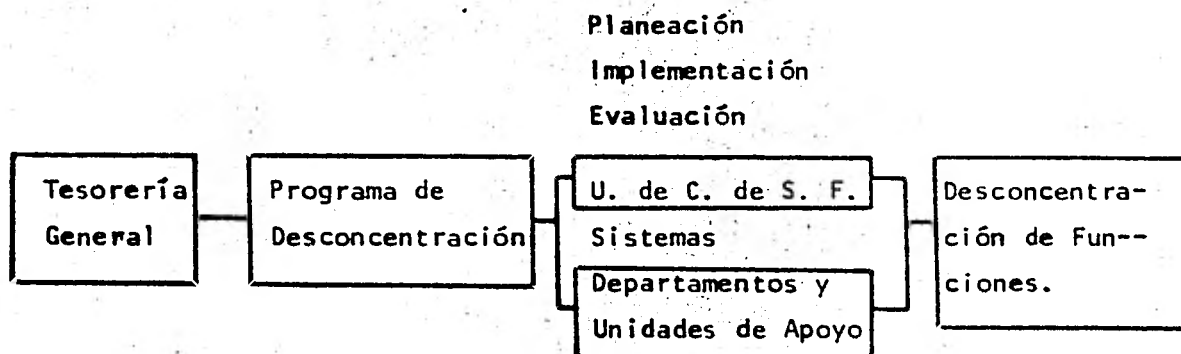 Planeación
Implementación
Evaluación
Tesorería
General
Programa de
Desconcentración
U. de C. de S. F.
Sistemas
Departamentos y
Unidades de Apoyo
Desconcentra-
ción de Fun--
ciones.